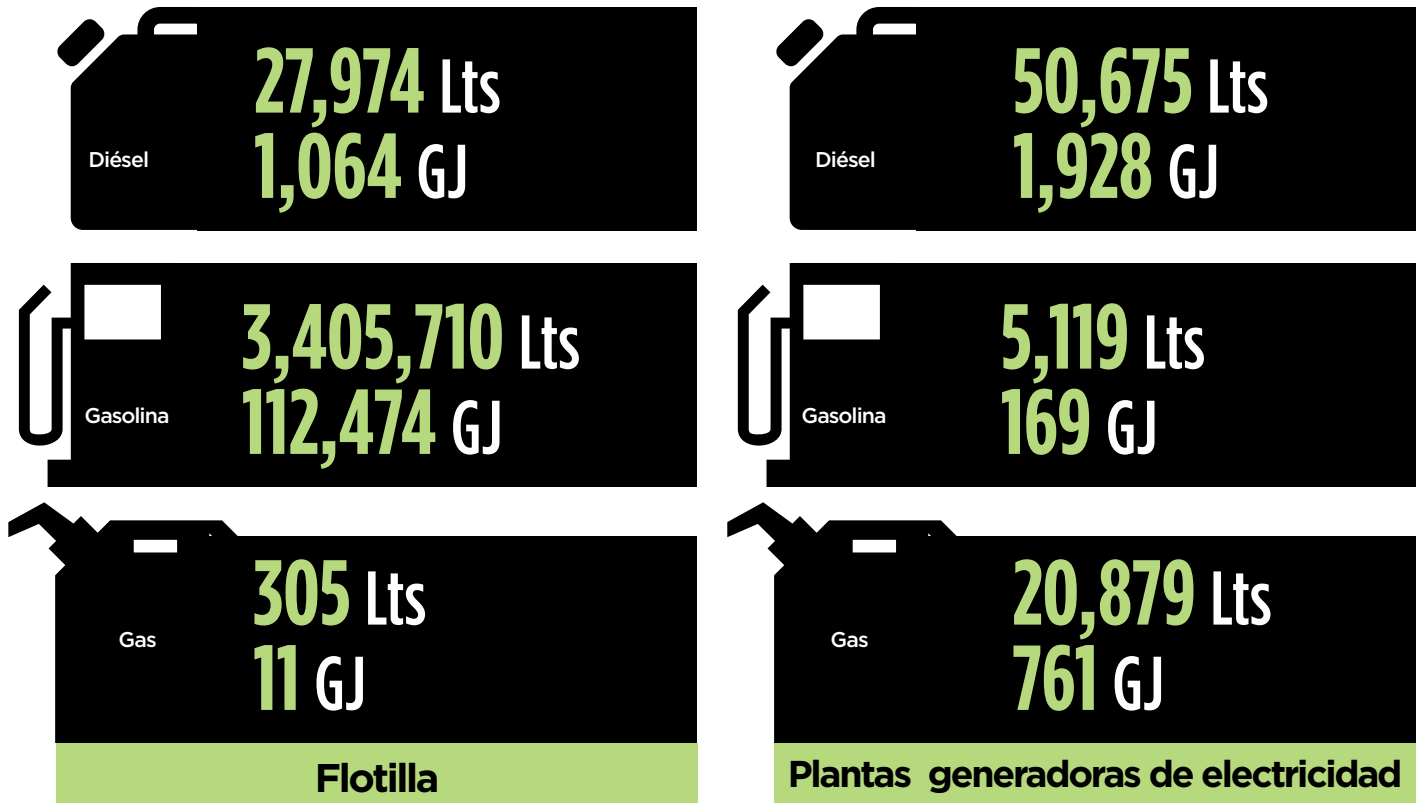 27,974 Lts
1,064 GJ
Diésel
3,405,710 Lts
112,474 GJ
Gasolina
305 Lts
11 GJ
Gas
Flotilla
50,675 Lts
1,928 GJ
Diésel
5,119 Lts
169 GJ
Gasolina
20,879 Lts
761 GJ
Gas
Plantas generadoras de electricidad